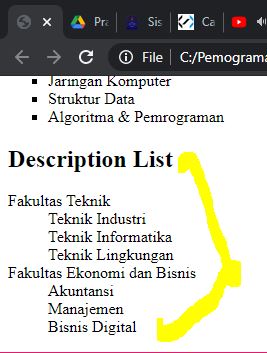 Pra
Sis
Ca
File
C:/Pemograma
Jaringan Komputer
Struktur Data
Algoritma & Pemrograman
Description List
Fakultas Teknik
Teknik Industri
Teknik Informatika
Teknik Lingkungan
Fakultas Ekonomi dan Bisnis
Akuntansi
Manajemen
Bisnis Digital